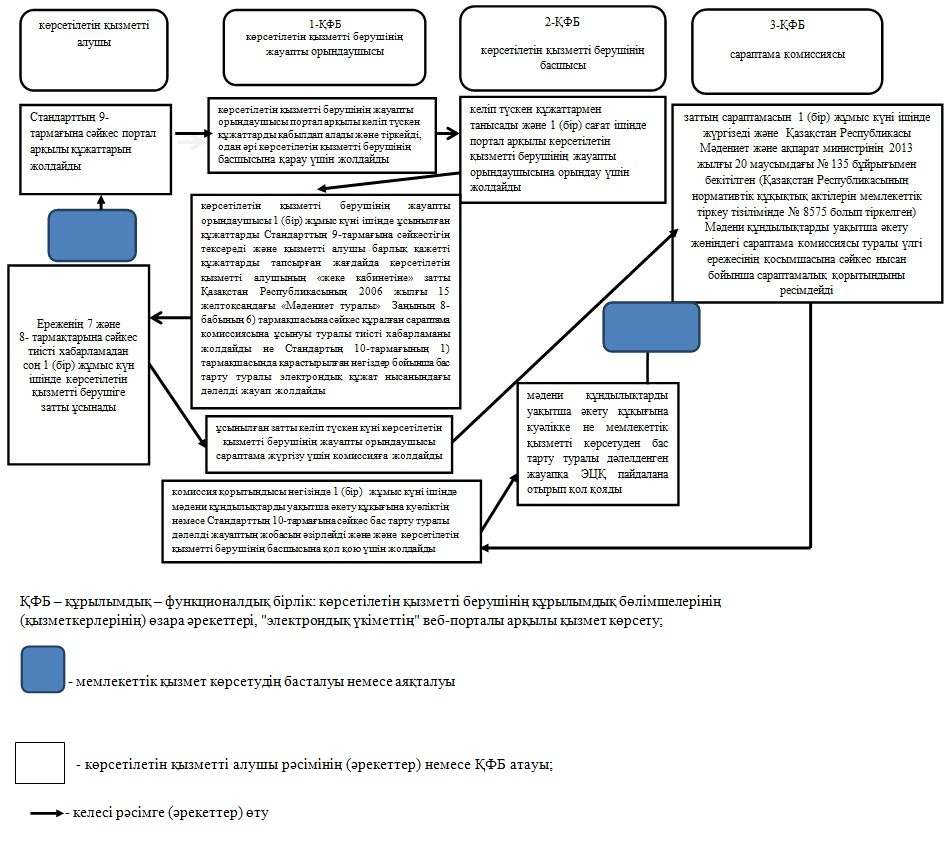 көрсетілетін қызметті
алушы
1-ҚФБ
көрсетілетін қызметті берушінің
жауапты орындаушысы
2-ҚФБ
көрсетілетін қызметті берушінің
басшысы
3-ҚФБ
сараптама комиссиясы
Стандарттың 9-
тармағына сәйкес портал
арқылы құжаттарын
жолдайды
көрсетілетін қызметті берушінің жауапты
орындаушысы портал арқылы келіп түскен
құжаттарды қабылдап алады және тіркейді,
одан әрі көрсетілетін қызметті берушінің
басшысына қарау үшін жолдайды
келіп түскен құжаттармен
танысады және 1 (бір) сағат ішінде
портал арқылы көрсетілетін
қызметті берушінің жауапты
орындаушысына орындау үшін
жолдайды
заттың сараптамасын 1 (бір) жұмыс күні ішінде
жүргізеді және Қазақстан Республикасы
Мәдениет және ақпарат министрінің 2013
жылғы 20 маусымдағы № 135 бұйрығымен
бекітілген (Қазақстан Республикасының
нормативтік құқықтық актілерін мемлекеттік
тіркеу тізілімінде № 8575 болып тіркелген)
Мәдени құндылықтарды уақытша әкету
жөніндегі сараптама комиссиясы туралы үлгі
ережесінің қосымшасына сәйкес нысан
бойынша сараптамалық қорытындыны
ресімдейді
көрсетілетін қызметті берушінің жауапты
орындаушысы 1 (бір) жұмыс күні ішінде ұсынылған
құжаттарды Стандарттың 9-тармағына сәйкестігін
тексереді және қызметті алушы барлық қажетті
құжаттарды тапсырған жағдайда көрсетілетін
қызметті алушының «жеке кабинетіне» затты
Қазақстан Республикасының 2006 жылғы 15
желтоқсандағы «Мәдениет туралы» Заңының 8-
бабының 6) тармақшасына сәйкес құралған сараптама
комиссиясына ұсынуы туралы тиісті хабарламаны
жолдайды не Стандартың 10-тармағының 1)
тармақшасында қарастырылған негіздер бойынша бас
тарту туралы электрондық құжат нысанындағы
дәлелді жауап жолдайды
Ереженің 7 және
8- тармақтарына сәйкес
тиісті хабарламадан
соң 1 (бір) жұмыс күн
ішінде көрсетілетін
қызметті берушіге
затты ұсынады
ұсынылған затты келіп түскен күні көрсетілетін
қызметті берушінің жауапты орындаушысы
сараптама жүргізу үшін комиссияға жолдайды
мәдени құндылықтарды
уақытша әкету құқығына
куәлікке не мемлекеттік
қызметті көрсетуден бас
тарту туралы дәлелденген
жауапқа ЭЦҚ пайдалана
отырып қол қояды
комиссия қорытындысы негізінде 1 (бір) жұмыс күні ішінде
мәдени құндылықтарды уақытша әкету құқығына куәліктің
немесе Стандарттың 10-тармағына сәйкес бас тарту туралы
дәлелді жауаптың жобасын әзірлейді және және көрсетілетін
қызметті берушінің басшысына қол қою үшін жолдайды
ҚФБ – құрылымдық – функционалдық бірлік: көрсетілетін қызметті берушінің құрылымдық бөлімшелерінің
(қызметкерлерінің) өзара әрекеттері, "электрондық үкіметтің" веб-порталы арқылы қызмет көрсету;
- мемлекеттік қызмет көрсетудің басталуы немесе аяқталуы
- көрсетілетін қызметті алушы рәсімінің (әрекеттер) немесе ҚФБ атауы;
- келесі рәсімге (әрекеттер) өту